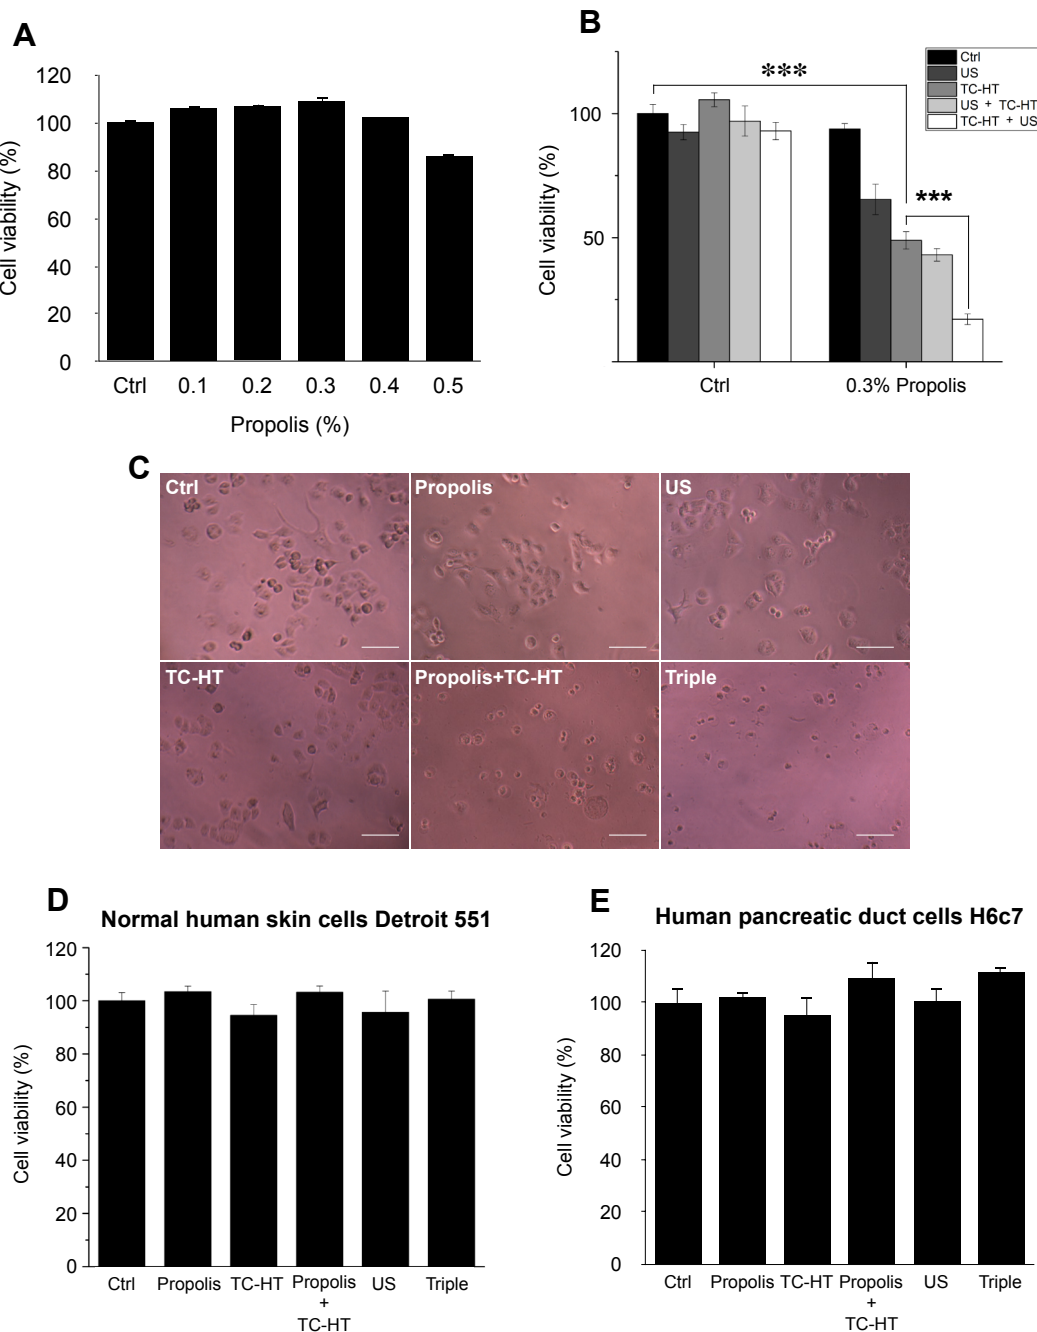 A
120
100
80
60
40
20
0
Cell viability (%)
Ctrl 0.1 0.2 0.3 0.4 0.5
Propolis (%)
B
100
50
Cell viability (%)
***
***
Ctrl
US
TC-HT
US + TC-HT
TC-HT + US
Ctrl 0.3% Propolis
C
Ctrl Propolis US
TC-HT Propolis+TC-HT Triple
D
Normal human skin cells Detroit 551
120
100
80
60
40
20
0
Cell viability (%)
Ctrl Propolis TC-HT Propolis US Triple
+
TC-HT
E
Human pancreatic duct cells H6c7
120
100
80
60
40
20
0
Cell viability (%)
Ctrl Propolis TC-HT Propolis US Triple
+
TC-HT